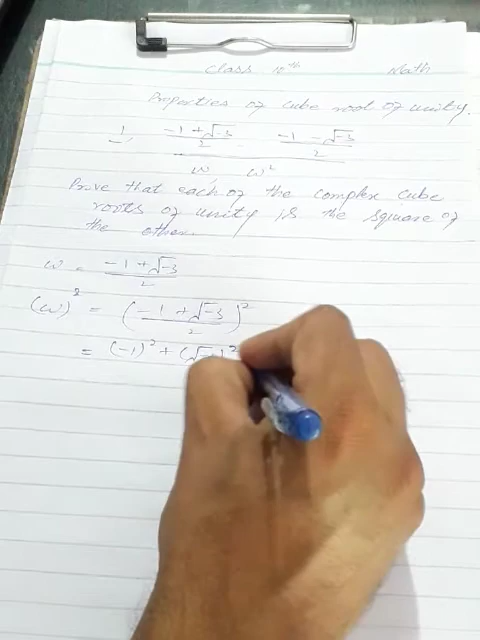 Class 10th Math
Properties of cube root of unity.
1 (-1+√-3)/2 (-1-√-3)/2
ω ω²
Prove that each of the complex cube
roots of unity is the square of
the other.
ω = (-1+√-3)/2
(ω)² = ((-1+√-3)/2)²
= (-1)² + (√-3)²